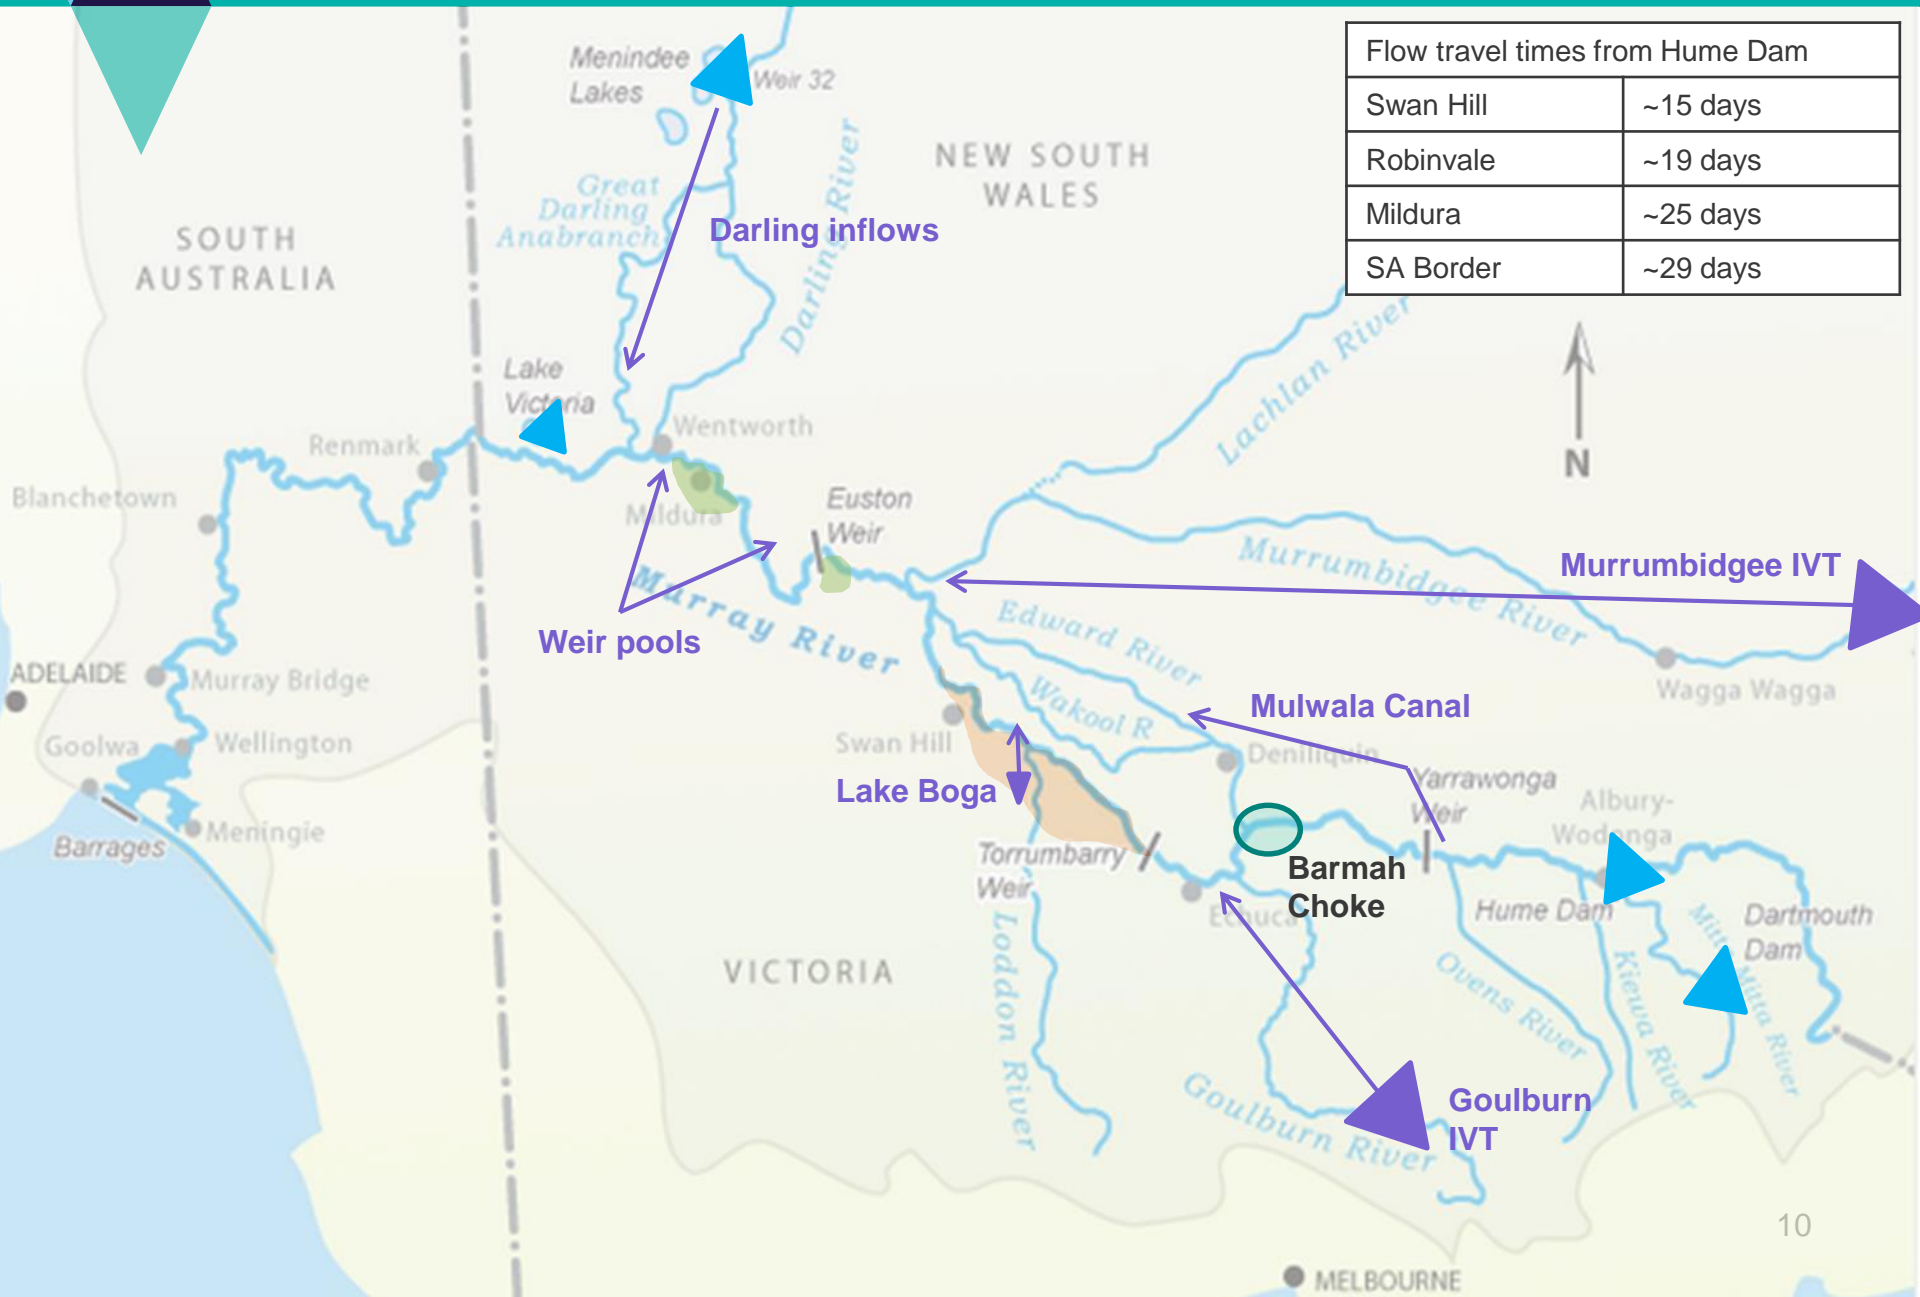 Flow travel times from Hume Dam
Swan Hill ~15 days
Robinvale ~19 days
Mildura ~25 days
SA Border ~29 days
Menindee
Lakes
Weir 32
NEW SOUTH
WALES
Great
Darling
Anabranch
Darling River
Darling inflows
SOUTH
AUSTRALIA
Lachlan River
N
Lake
Victoria
Wentworth
Renmark
Blanchetown
Mildura
Euston
Weir
Murrumbidgee River
Murrumbidgee IVT
Weir pools
Murray River
Edward River
Wakool R
Wagga Wagga
ADELAIDE
Murray Bridge
Mulwala Canal
Goolwa
Wellington
Swan Hill
Deniliquin
Lake Boga
Yarrawonga
Weir
Albury-
Wodonga
Meningie
Barrages
Torrumbarry
Weir
Barmah
Choke
Echuca
Hume Dam
Dartmouth
Dam
Mitta Mitta River
VICTORIA
Loddon River
Ovens River
Kiewa River
Goulburn
IVT
Goulburn River
10
MELBOURNE